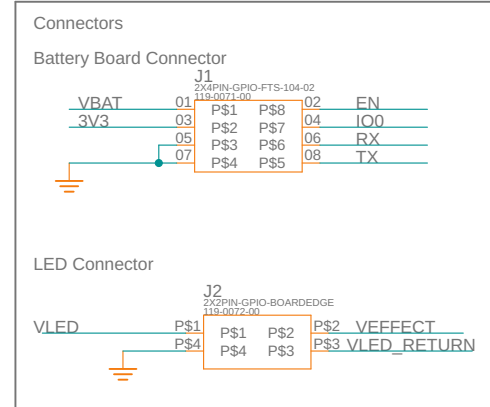 Connectors
Battery Board Connector
J1
2X4PIN-GPIO-FTS-104-02
119-0071-00
VBAT 01 P$1 P$8 02 EN
3V3 03 P$2 P$7 04 IO0
05 P$3 P$6 06 RX
07 P$4 P$5 08 TX
LED Connector
J2
2X2PIN-GPIO-BOARDEDGE
119-0072-00
VLED P$1 P$1 P$2 P$2 VEFFECT
P$4 P$4 P$3 P$3 VLED_RETURN